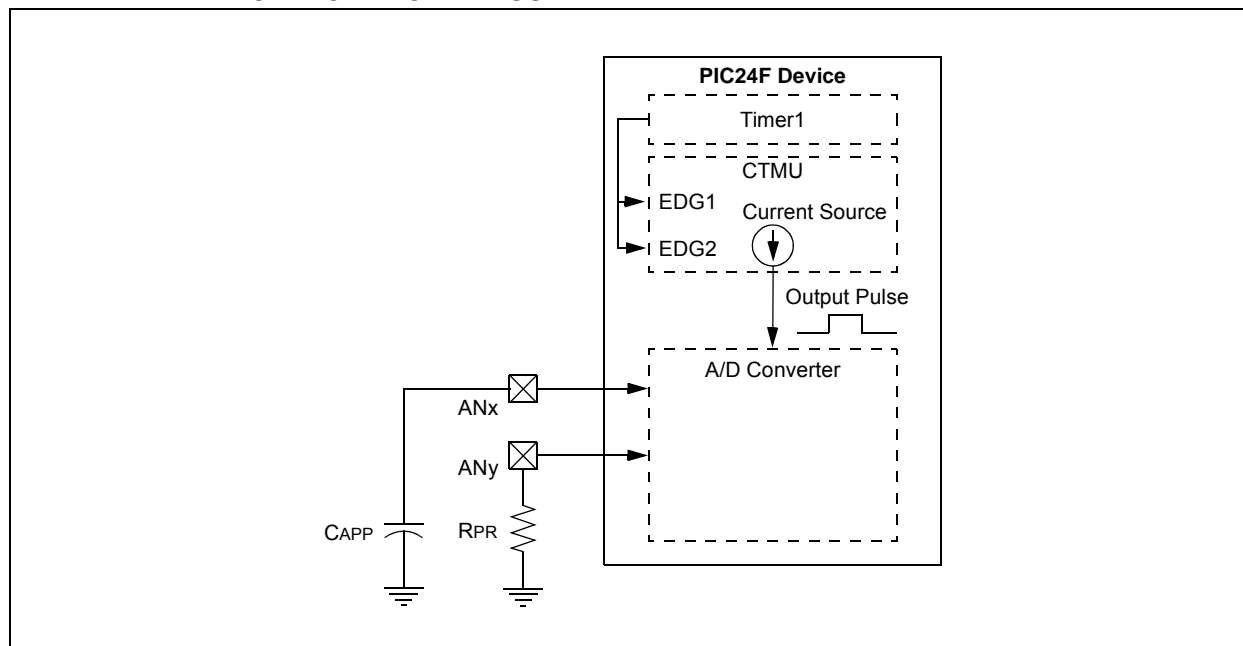 PIC24F Device
Timer1
CTMU
EDG1
Current Source
EDG2
Output Pulse
A/D Converter
ANx
ANy
CAPP
RPR